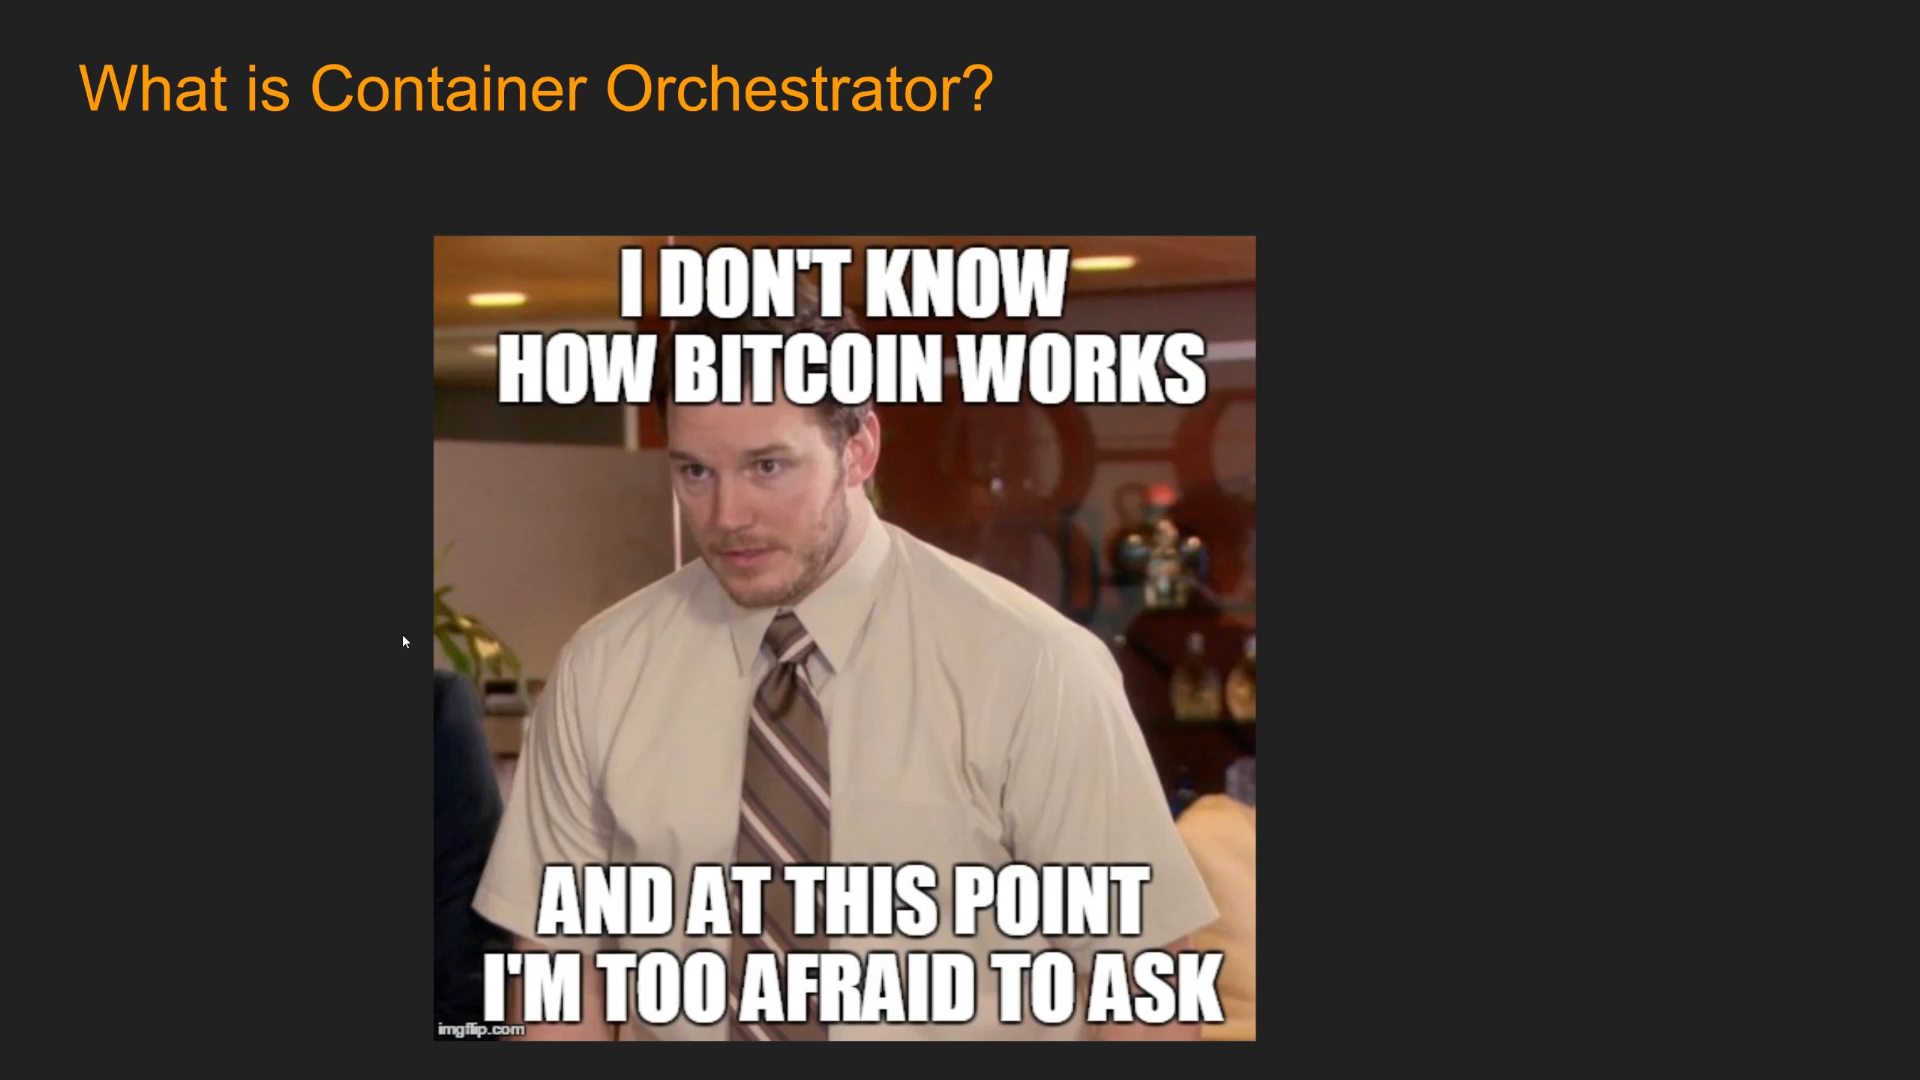 What is Container Orchestrator?
I DON'T KNOW
HOW BITCOIN WORKS
AND AT THIS POINT
I'M TOO AFRAID TO ASK
imgflip.com